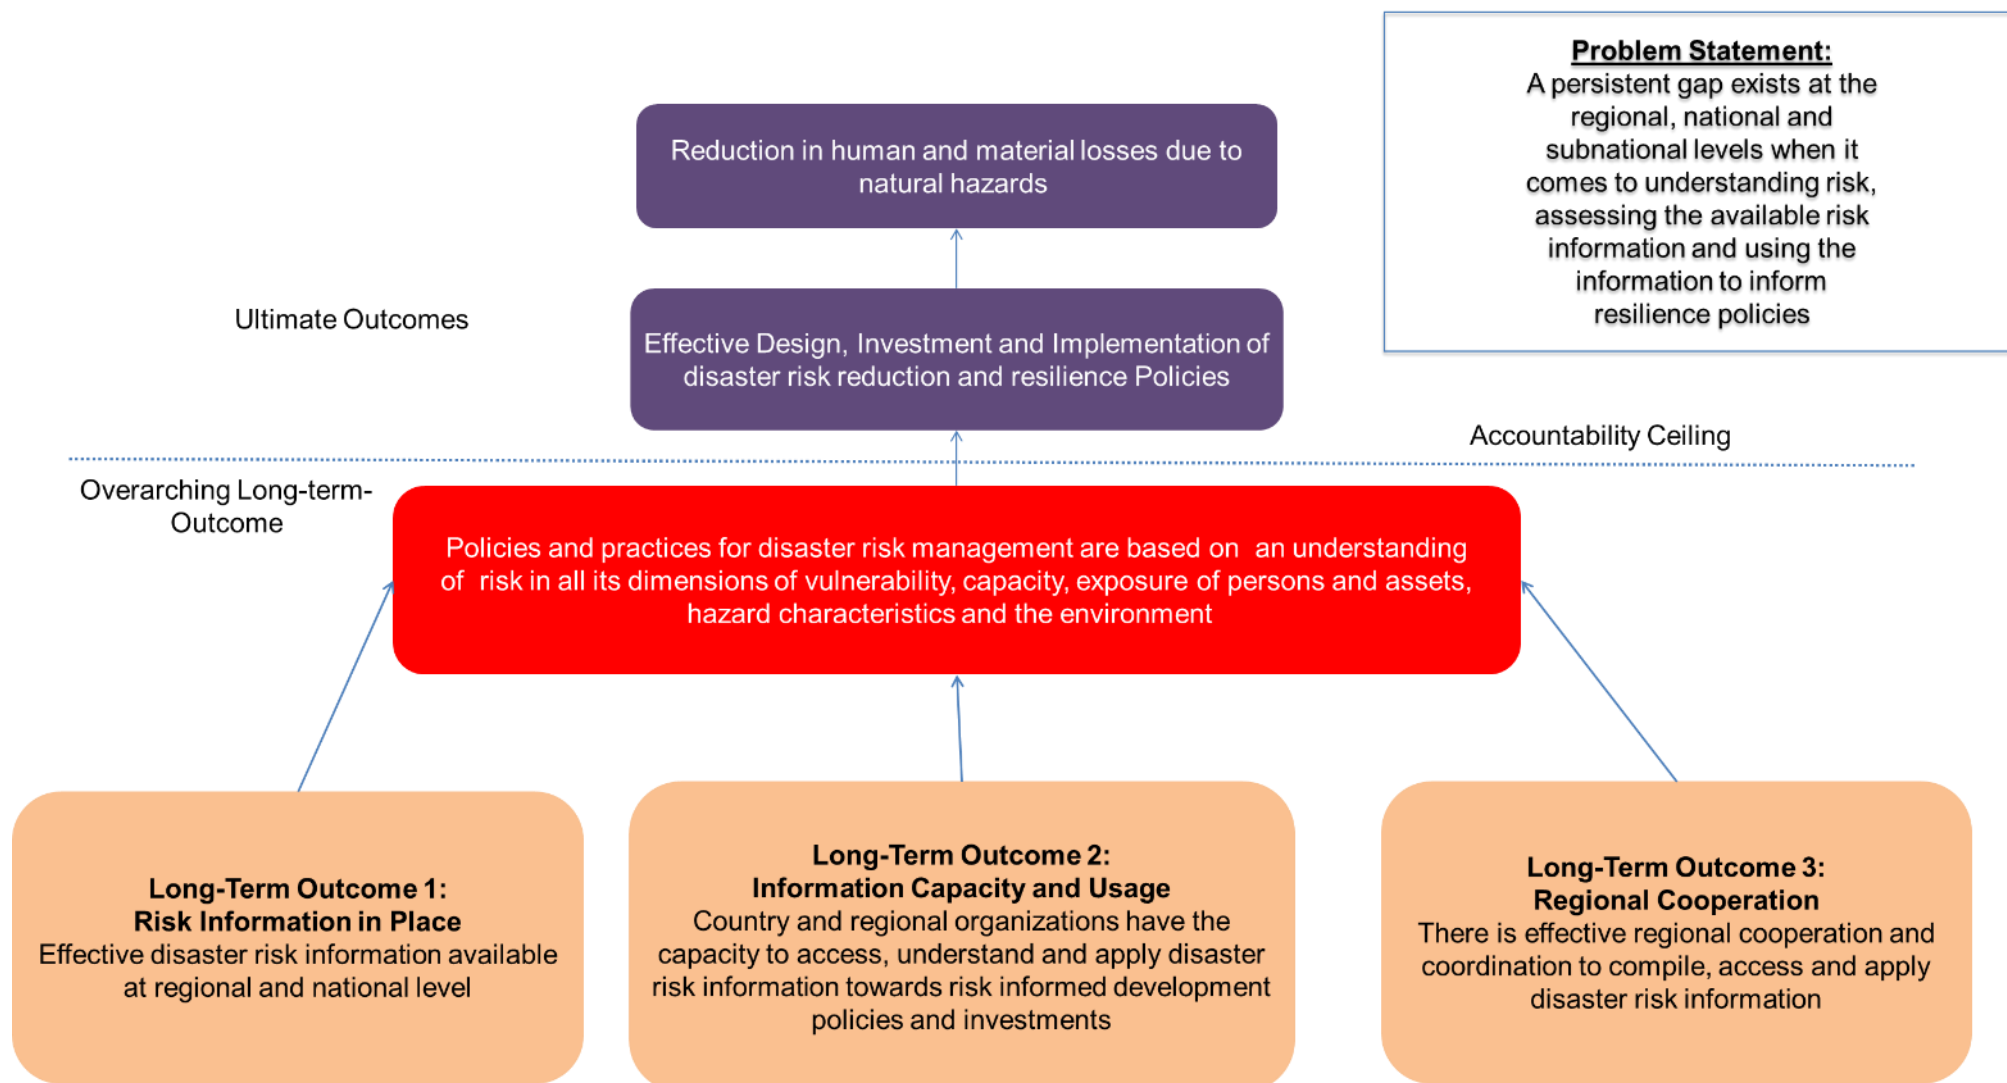 Problem Statement:
A persistent gap exists at the
regional, national and
subnational levels when it
comes to understanding risk,
assessing the available risk
information and using the
information to inform
resilience policies
Reduction in human and material losses due to
natural hazards
Ultimate Outcomes
Effective Design, Investment and Implementation of
disaster risk reduction and resilience Policies
Accountability Ceiling
Overarching Long-term-
Outcome
Policies and practices for disaster risk management are based on an understanding
of risk in all its dimensions of vulnerability, capacity, exposure of persons and assets,
hazard characteristics and the environment
Long-Term Outcome 1:
Risk Information in Place
Effective disaster risk information available
at regional and national level
Long-Term Outcome 2:
Information Capacity and Usage
Country and regional organizations have the
capacity to access, understand and apply disaster
risk information towards risk informed development
policies and investments
Long-Term Outcome 3:
Regional Cooperation
There is effective regional cooperation and
coordination to compile, access and apply
disaster risk information